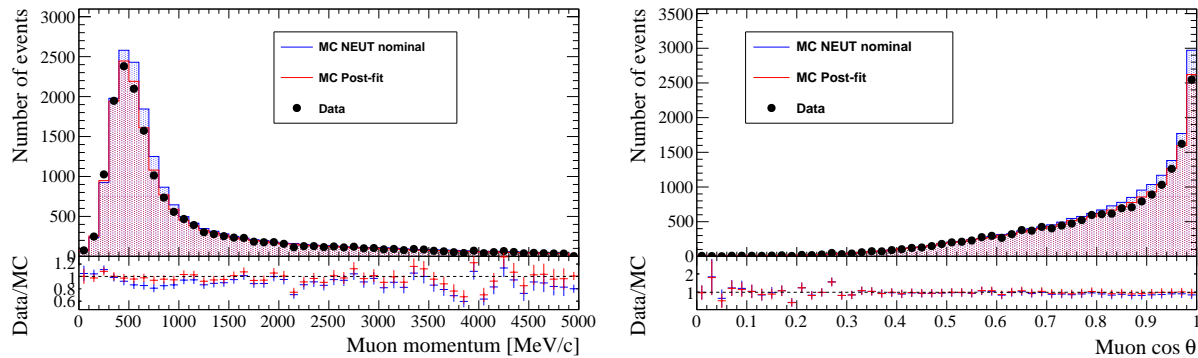 Number of events
3000
2500
2000
1500
1000
500
MC NEUT nominal
MC Post-fit
Data
Data/MC
1.2
1
0.8
0.6
0 500 1000 1500 2000 2500 3000 3500 4000 4500 5000
Muon momentum [MeV/c]
Number of events
3500
3000
2500
2000
1500
1000
500
0
MC NEUT nominal
MC Post-fit
Data
Data/MC
2
1
0 0.1 0.2 0.3 0.4 0.5 0.6 0.7 0.8 0.9 1
Muon cos θ